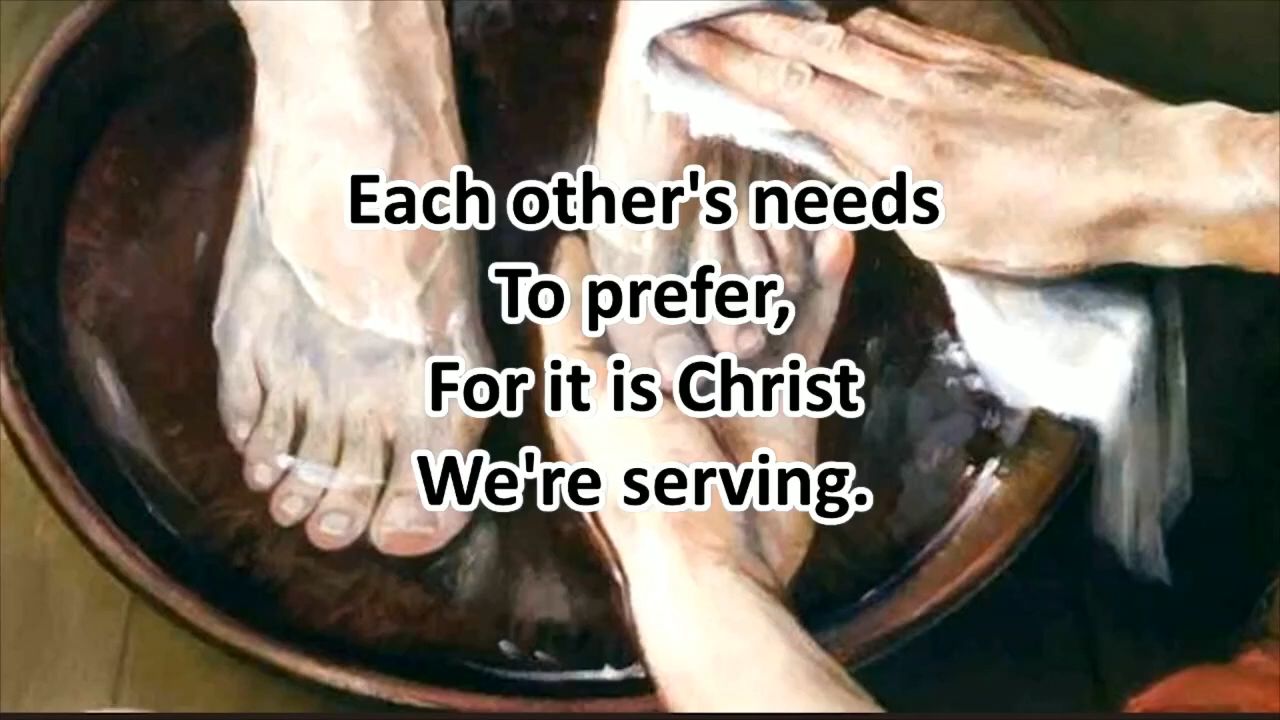 Each other's needs
To prefer,
For it is Christ
We're serving.